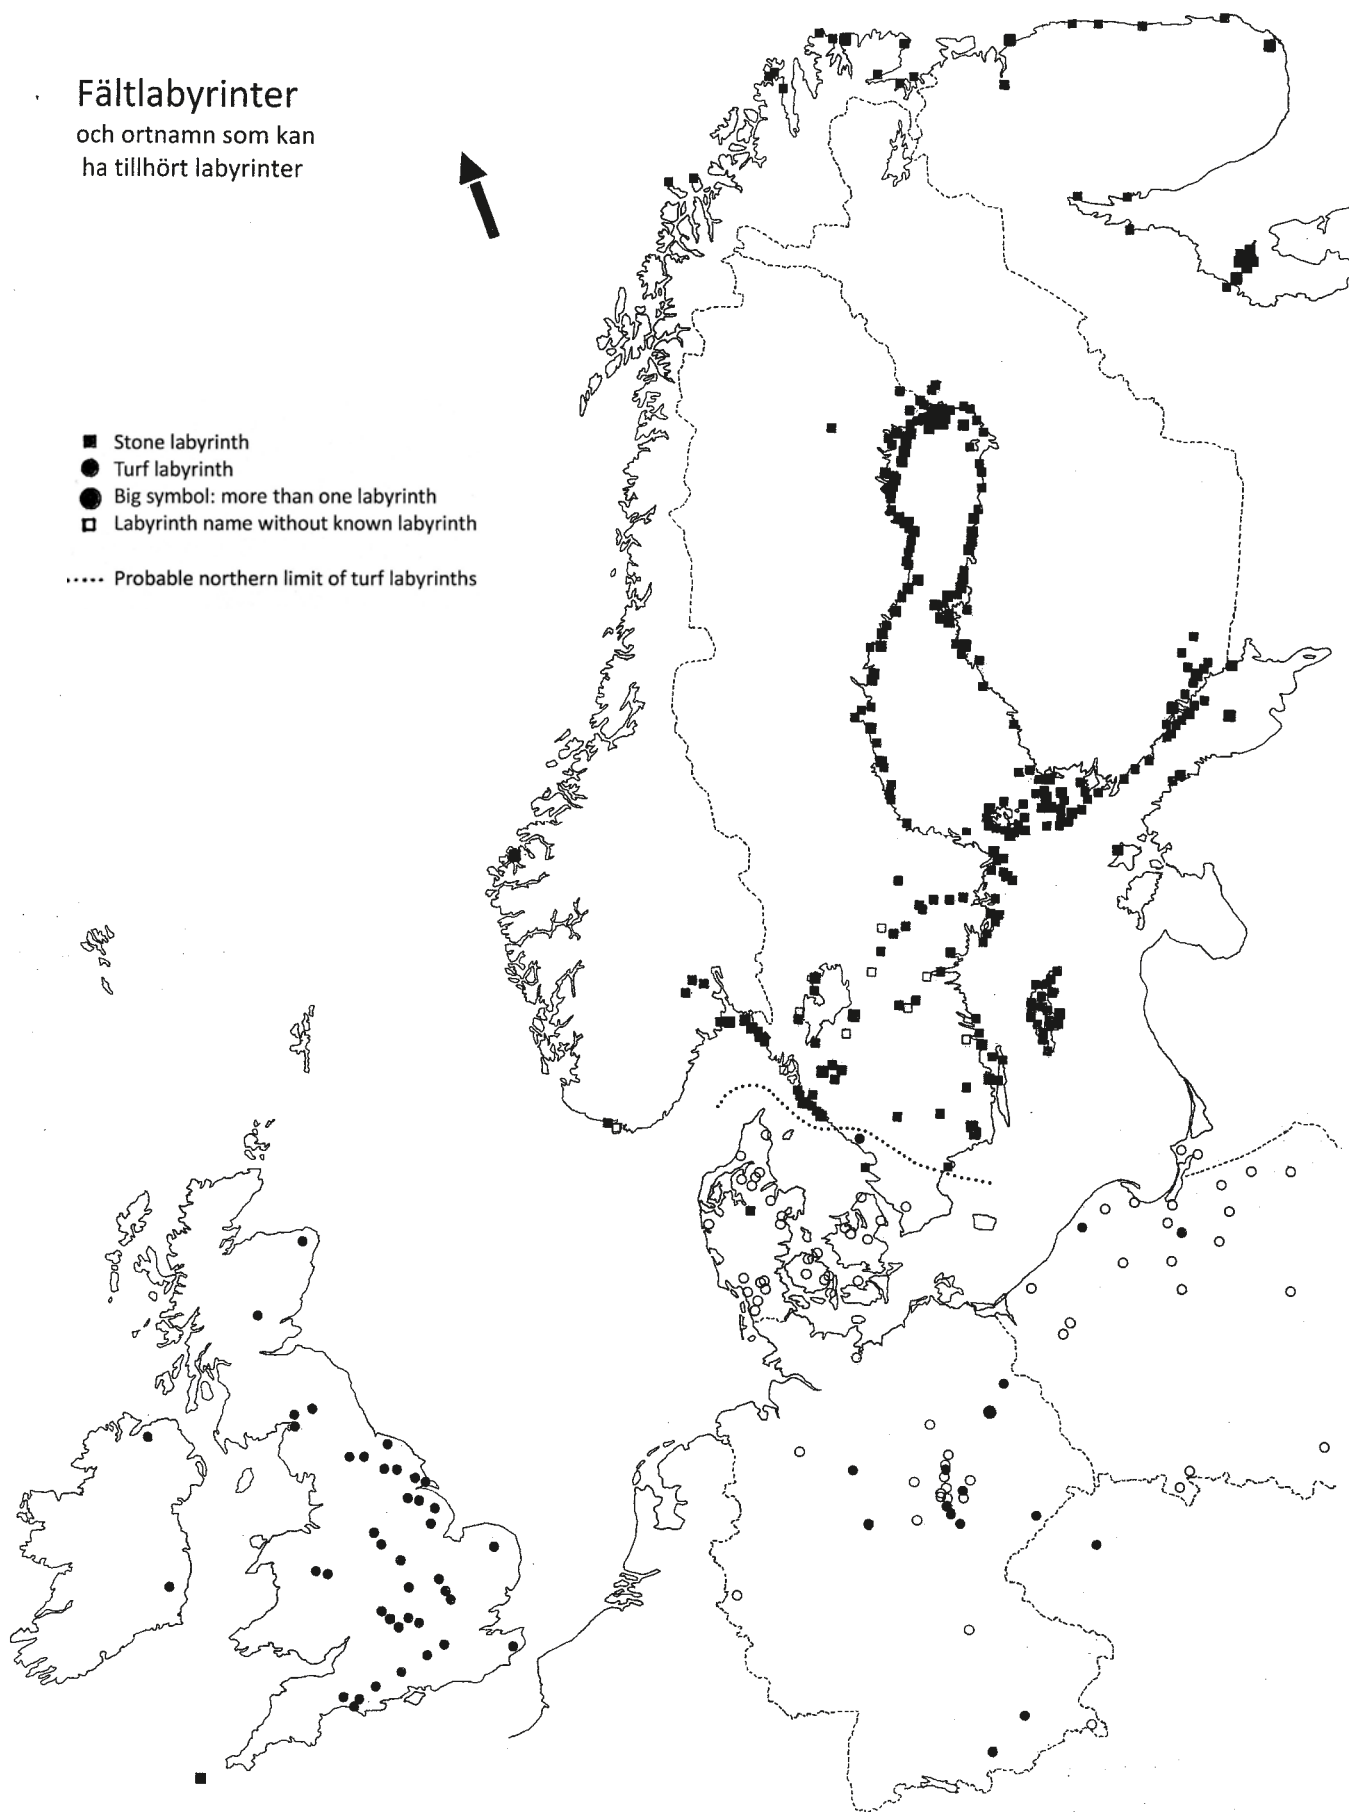 Fältlabyrinter
och ortnamn som kan
ha tillhört labyrinter
Stone labyrinth
Turf labyrinth
Big symbol: more than one labyrinth
Labyrinth name without known labyrinth
Probable northern limit of turf labyrinths